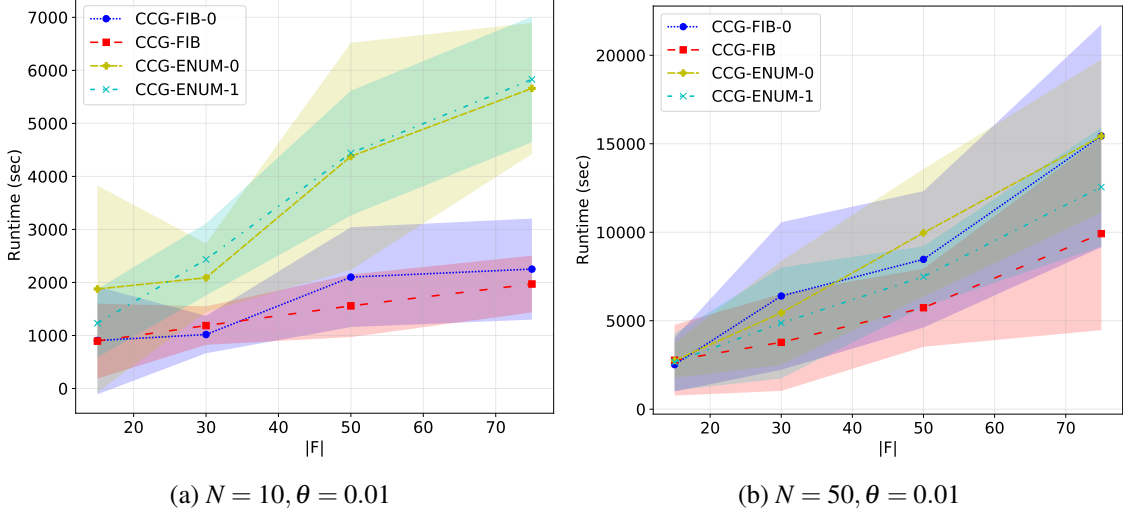 CCG-FIB-0
CCG-FIB
CCG-ENUM-0
CCG-ENUM-1
7000
6000
5000
4000
3000
2000
1000
0
Runtime (sec)
20 30 40 50 60 70
|F|
(a) N = 10, θ = 0.01
CCG-FIB-0
CCG-FIB
CCG-ENUM-0
CCG-ENUM-1
20000
15000
10000
5000
0
Runtime (sec)
20 30 40 50 60 70
|F|
(b) N = 50, θ = 0.01